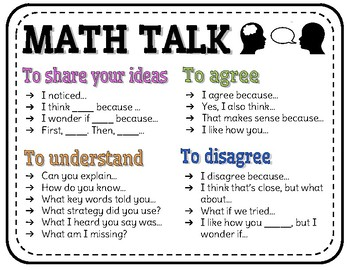 MATH TALK
To share your ideas
→ I noticed...
→ I think ____ because ...
→ I wonder if ____ because...
→ First, ____. Then, ____...
To agree
→ I agree because...
→ Yes, I also think...
→ That makes sense because...
→ I like how you...
To understand
→ Can you explain...
→ How do you know...
→ What key words told you...
→ What strategy did you use?
→ What I heard you say was...
→ What am I missing?
To disagree
→ I disagree because...
→ I think that's close, but what
about...
→ What if we tried...
→ I like how you _____, but I
wonder if...